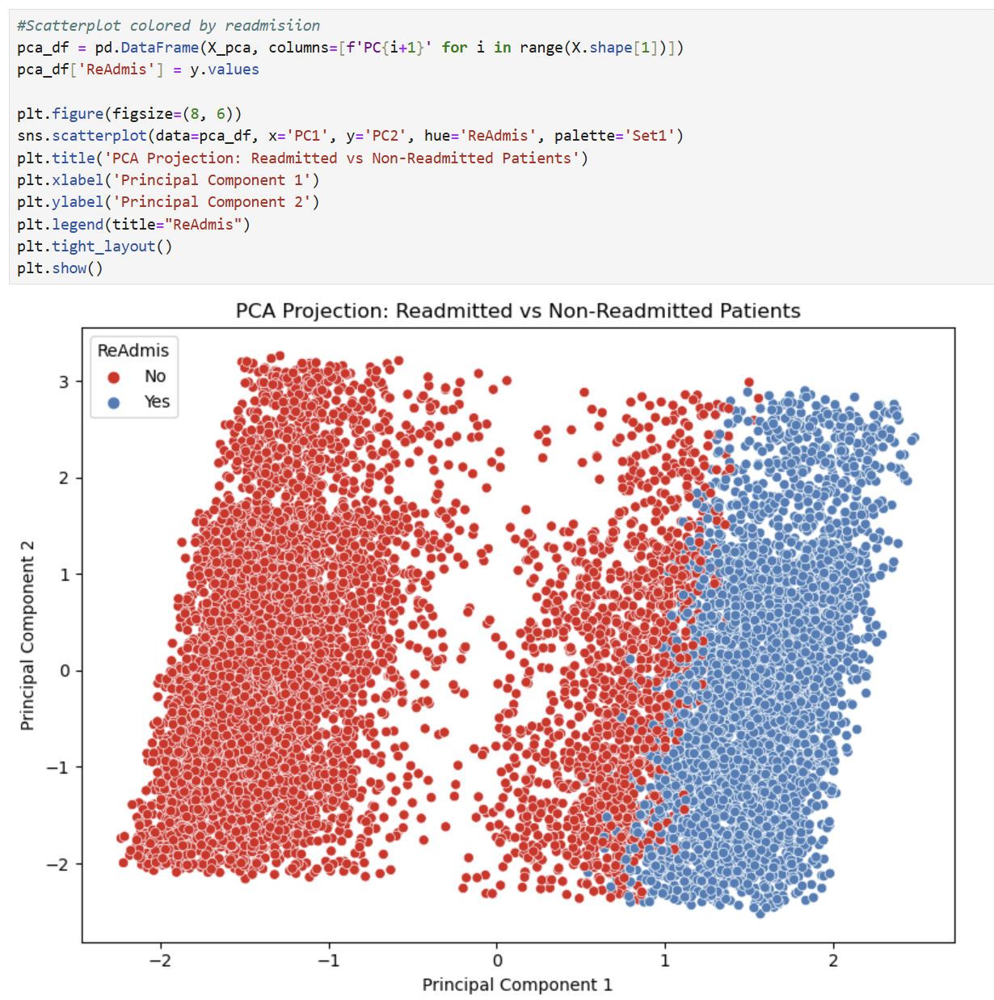 #Scatterplot colored by readmisiion
pca_df = pd.DataFrame(X_pca, columns=[f'PC{i+1}' for i in range(X.shape[1])])
pca_df['ReAdmis'] = y.values
plt.figure(figsize=(8, 6))
sns.scatterplot(data=pca_df, x='PC1', y='PC2', hue='ReAdmis', palette='Set1')
plt.title('PCA Projection: Readmitted vs Non-Readmitted Patients')
plt.xlabel('Principal Component 1')
plt.ylabel('Principal Component 2')
plt.legend(title="ReAdmis")
plt.tight_layout()
plt.show()
PCA Projection: Readmitted vs Non-Readmitted Patients
ReAdmis
No
Yes
Principal Component 2
3
2
1
0
−1
−2
−2
−1
0
1
2
Principal Component 1